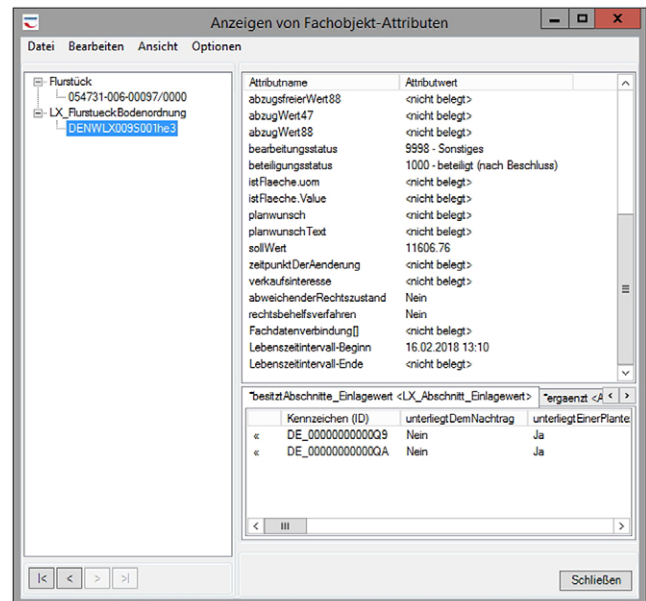 Anzeigen von Fachobjekt-Attributen
Datei Bearbeiten Ansicht Optionen
Flurstück
054731-006-00097/0000
LX_FlurstueckBodenordnung
DENWLX009S001he3
Attributname Attributwert
abzugsfreierWert88 <nicht belegt>
abzugWert47 <nicht belegt>
abzugWert88 <nicht belegt>
bearbeitungsstatus 9998 - Sonstiges
beteiligungsstatus 1000 - beteiligt (nach Beschluss)
istFlaeche.uom <nicht belegt>
istFlaeche.Value <nicht belegt>
planwunsch <nicht belegt>
planwunschText <nicht belegt>
sollWert 11606.76
zeitpunktDerAenderung <nicht belegt>
verkaufsinteresse <nicht belegt>
abweichenderRechtszustand Nein
rechtsbehelfsverfahren Nein
Fachdatenverbindung[] <nicht belegt>
Lebenszeitintervall-Beginn 16.02.2018 13:10
Lebenszeitintervall-Ende <nicht belegt>
*besitztAbschnitte_Einlagewert <LX_Abschnitt_Einlagewert> *ergaenzt <A
Kennzeichen (ID) unterliegtDemNachtrag unterliegtEinerPlante
« DE_00000000000Q9 Nein Ja
« DE_00000000000QA Nein Ja
Schließen